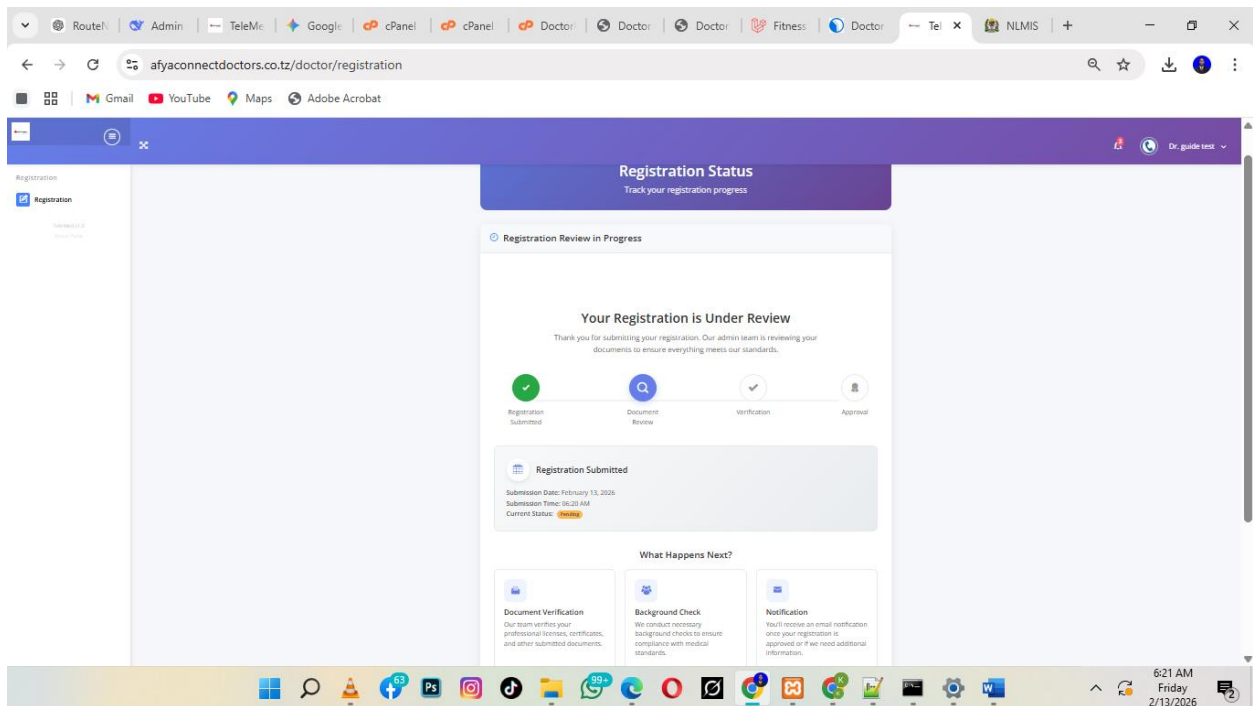 RouteN
Admin
TeleMe
Google
cPanel
cPanel
Doctor
Doctor
Doctor
Fitness
Doctor
Tel
NLMIS
afyaconnectdoctors.co.tz/doctor/registration
Gmail
YouTube
Maps
Adobe Acrobat
Dr. guide test
Registration
Registration
Registration Status
Track your registration progress
Registration Review in Progress
Your Registration is Under Review
Thank you for submitting your registration. Our admin team is reviewing your
documents to ensure everything meets our standards.
Registration
Submitted
Document
Review
Verification
Approval
Registration Submitted
Submission Date: February 13, 2026
Submission Time: 06:20 AM
Current Status: Pending
What Happens Next?
Document Verification
Our team verifies your
professional licenses, certificates,
and other submitted documents.
Background Check
We conduct necessary
background checks to ensure
compliance with medical
standards.
Notification
You'll receive an email notification
once your registration is
approved or if we need additional
information.
63
Ps
99+
6:21 AM
Friday
2/13/2026
2